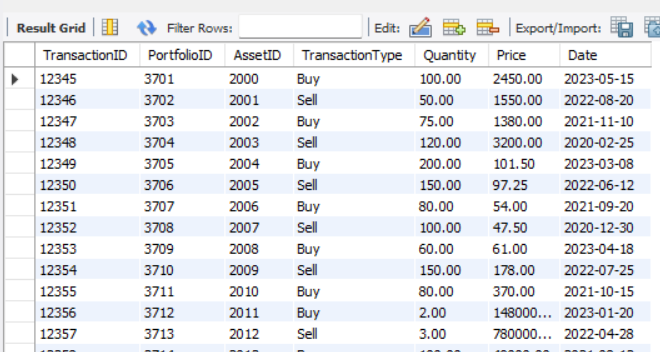 Result Grid Filter Rows: Edit: Export/Import:
TransactionID PortfolioID AssetID TransactionType Quantity Price Date
12345 3701 2000 Buy 100.00 2450.00 2023-05-15
12346 3702 2001 Sell 50.00 1550.00 2022-08-20
12347 3703 2002 Buy 75.00 1380.00 2021-11-10
12348 3704 2003 Sell 120.00 3200.00 2020-02-25
12349 3705 2004 Buy 200.00 101.50 2023-03-08
12350 3706 2005 Sell 150.00 97.25 2022-06-12
12351 3707 2006 Buy 80.00 54.00 2021-09-20
12352 3708 2007 Sell 100.00 47.50 2020-12-30
12353 3709 2008 Buy 60.00 61.00 2023-04-18
12354 3710 2009 Sell 150.00 178.00 2022-07-25
12355 3711 2010 Buy 80.00 370.00 2021-10-15
12356 3712 2011 Buy 2.00 148000... 2023-01-20
12357 3713 2012 Sell 3.00 780000... 2022-04-28